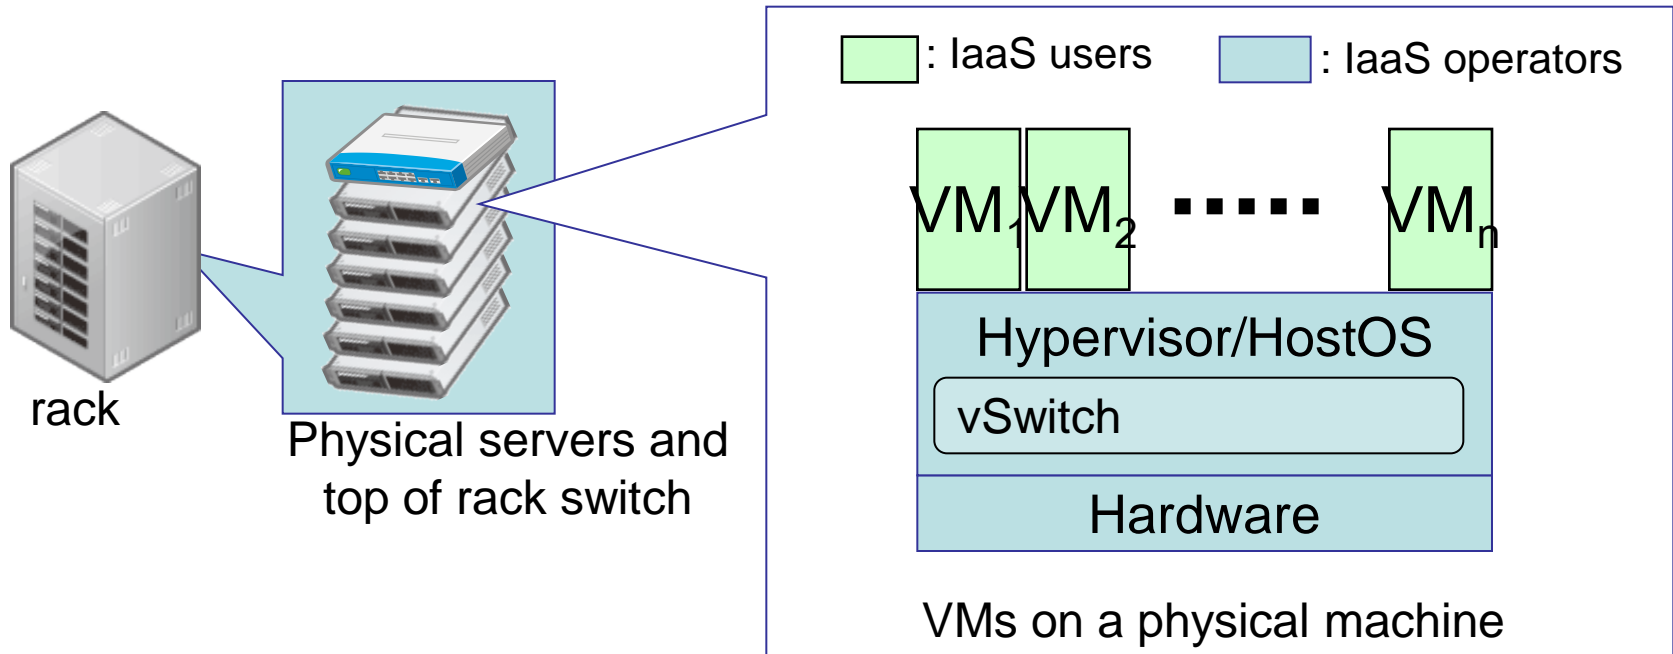 : IaaS users
: IaaS operators
VM1
VM2
.....
VMn
Hypervisor/HostOS
vSwitch
Hardware
VMs on a physical machine
rack
Physical servers and
top of rack switch